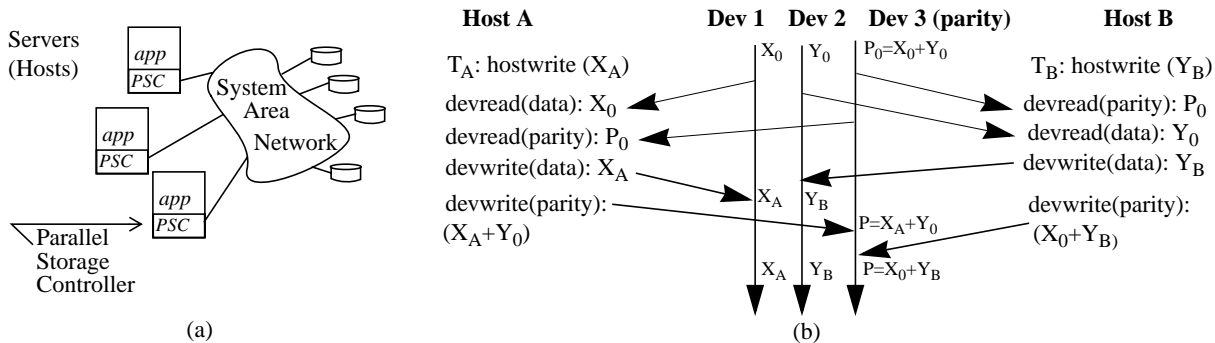 Servers
(Hosts)
app
PSC
app
PSC
app
PSC
System
Area
Network
Parallel
Storage
Controller
(a)
Host A Dev 1 Dev 2 Dev 3 (parity) Host B
X0 Y0 P0=X0+Y0
TA: hostwrite (XA)
devread(data): X0
devread(parity): P0
devwrite(data): XA
devwrite(parity):
(XA+Y0)
TB: hostwrite (YB)
devread(parity): P0
devread(data): Y0
devwrite(data): YB
devwrite(parity):
(X0+YB)
XA YB
P=XA+Y0
XA YB P=X0+YB
(b)